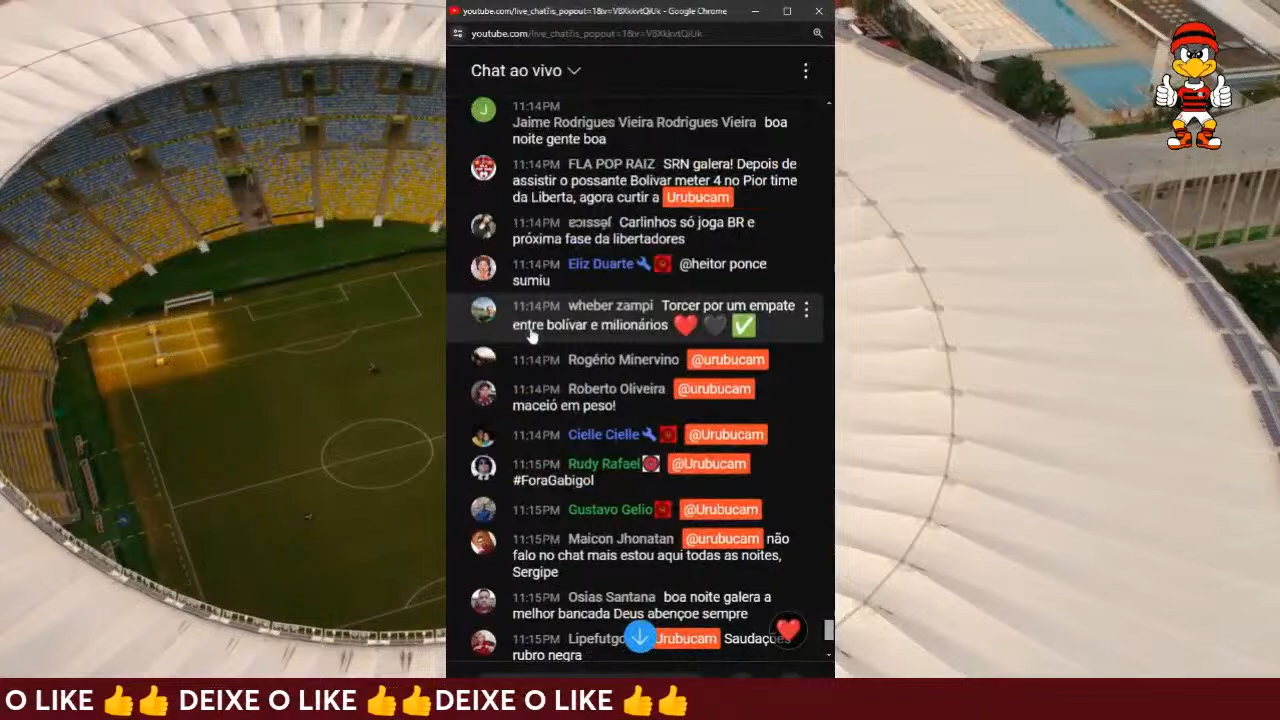 youtube.com/live_chat?is_popout=1&v=V8XkkvtQiUk - Google Chrome
youtube.com/live_chat?is_popout=1&v=V8XkkvtQiUk
Chat ao vivo
11:14PM
Jaime Rodrigues Vieira Rodrigues Vieira boa
noite gente boa
11:14PM FLA POP RAIZ SRN galera! Depois de
assistir o possante Bolivar meter 4 no Pior time
da Liberta, agora curtir a Urubucam
11:14PM Carlinhos só joga BR e
próxima fase da libertadores
11:14PM Eliz Duarte @heitor ponce
sumiu
11:14PM wheber zampi Torcer por um empate
entre bolívar e milionários ❤️ 🖤 ✅
11:14PM Rogério Minervino @urubucam
11:14PM Roberto Oliveira @urubucam
maceió em peso!
11:14PM Cielle Cielle @Urubucam
11:15PM Rudy Rafael @Urubucam
#ForaGabigol
11:15PM Gustavo Gelio @Urubucam
11:15PM Maicon Jhonatan @urubucam não
falo no chat mais estou aqui todas as noites,
Sergipe
11:15PM Osias Santana boa noite galera a
melhor bancada Deus abençoe sempre
11:15PM Lipefutgo Urubucam Saudações
rubro negra
O LIKE 👍👍 DEIXE O LIKE 👍👍DEIXE O LIKE 👍👍